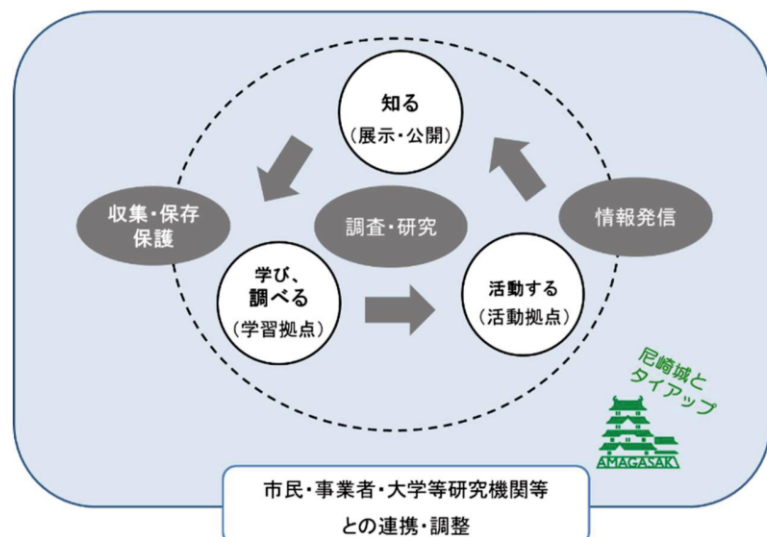 知る
(展示・公開)
収集・保存
保護
調査・研究
情報発信
学び、
調べる
(学習拠点)
活動する
(活動拠点)
尼崎城と
タイアップ
AMAGASAKI
市民・事業者・大学等研究機関等
との連携・調整